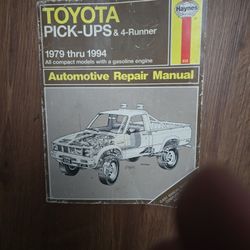 TOYOTA
PICK-UPS & 4-Runner
1979 thru 1994
All compact models with a gasoline engine
Haynes
Automotive Repair Manual